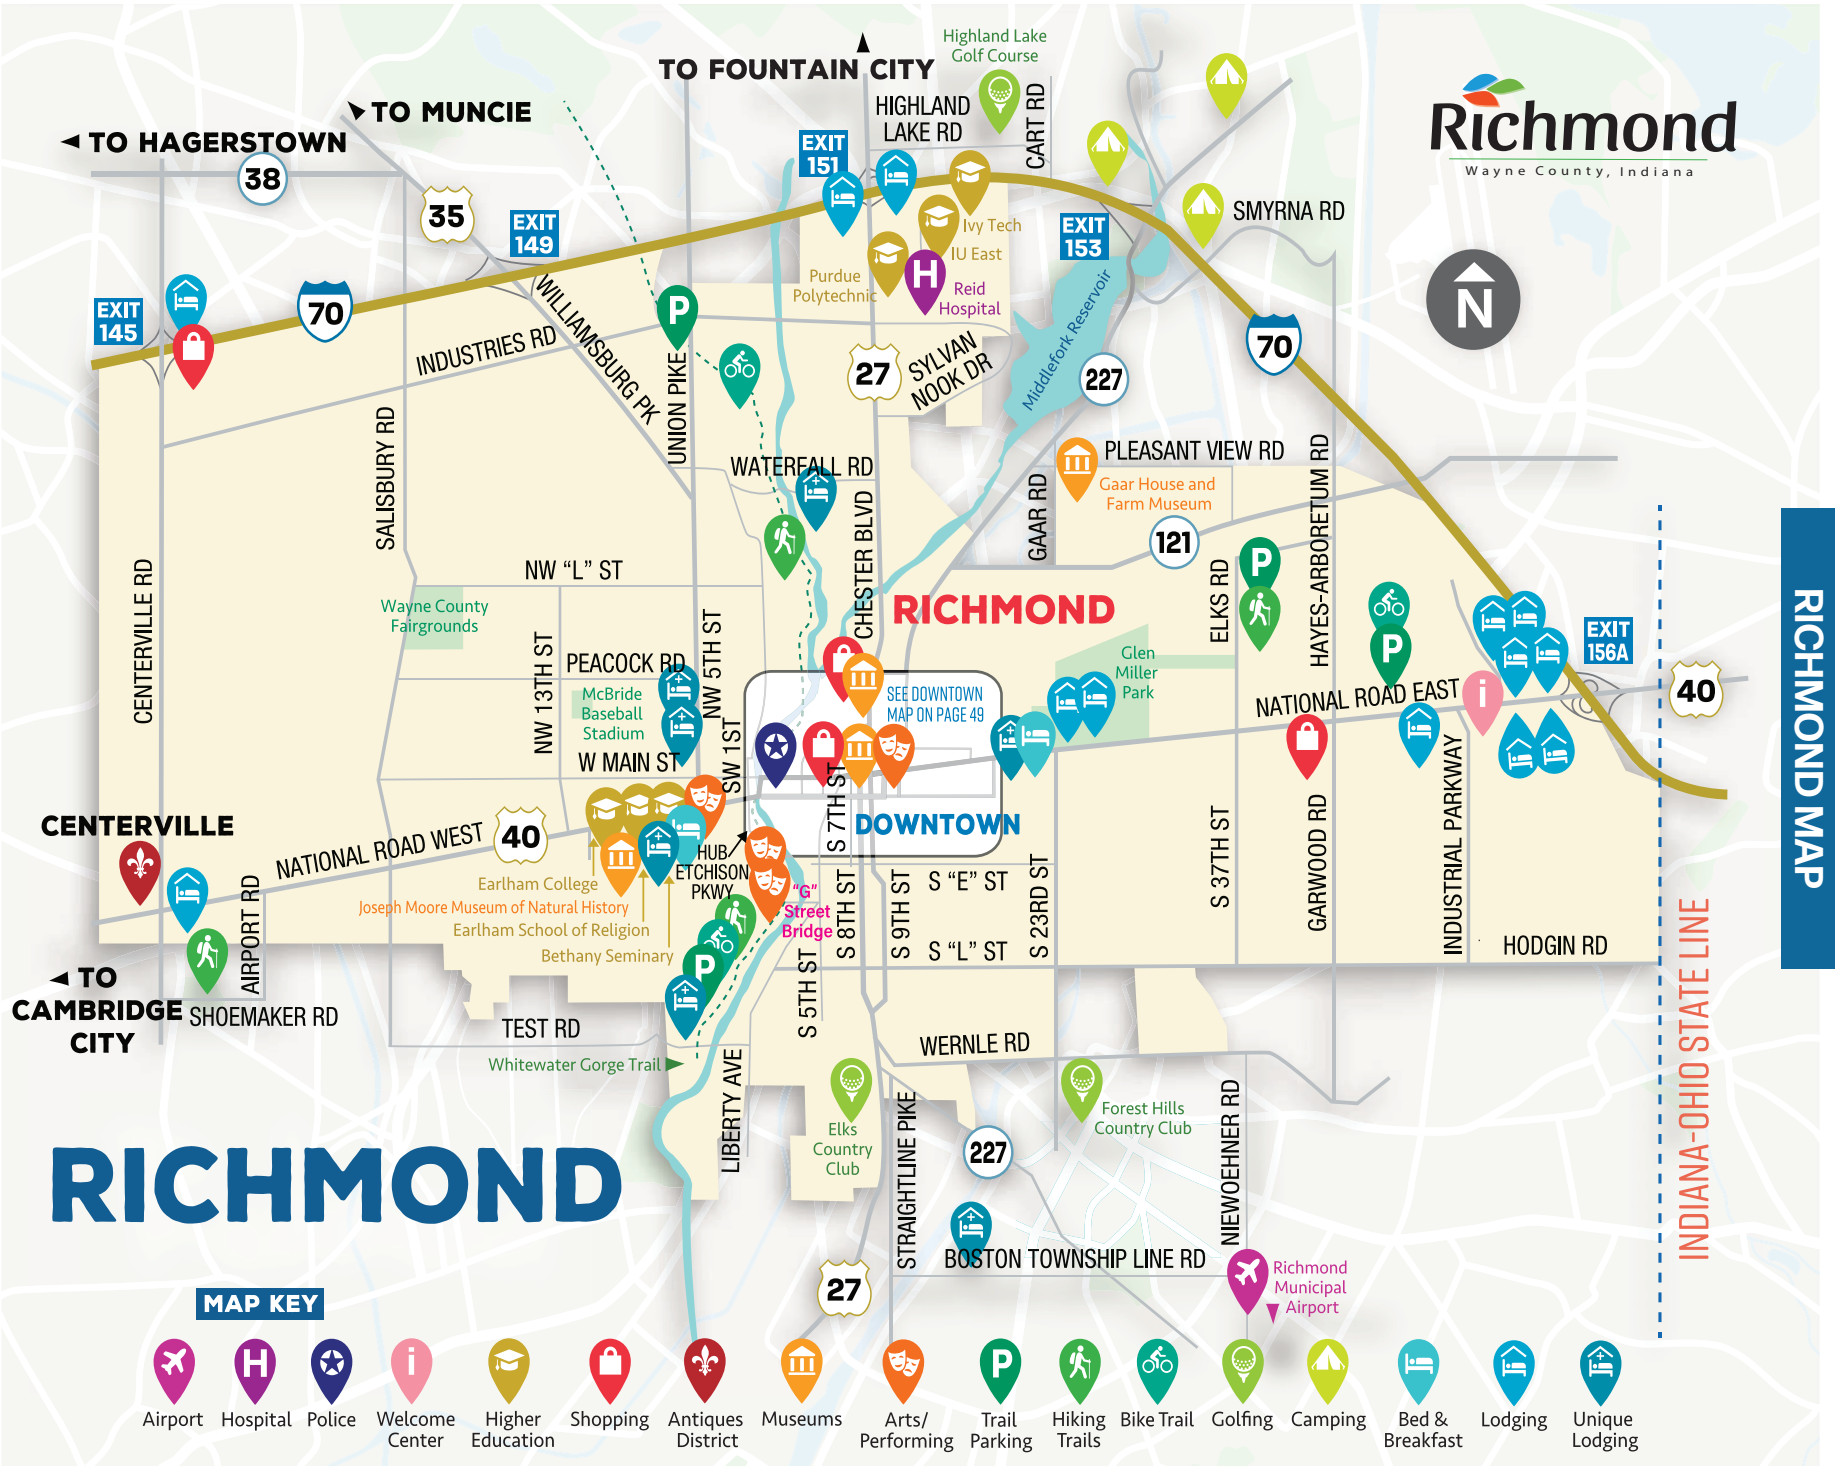 Highland Lake
Golf Course
TO FOUNTAIN CITY
TO MUNCIE
TO HAGERSTOWN
38
35
HIGHLAND
LAKE RD
CART RD
Richmond
Wayne County, Indiana
EXIT
151
EXIT
149
EXIT
153
EXIT
145
SMYRNA RD
Ivy Tech
IU East
Purdue
Polytechnic
H
Reid
Hospital
N
70
70
P
WILLIAMSBURG PK
INDUSTRIES RD
UNION PIKE
27
SYLVAN
NOOK DR
Middlefork Reservoir
227
SALISBURY RD
WATERFALL RD
PLEASANT VIEW RD
Gaar House and
Farm Museum
GAAR RD
121
HAYES-ARBORETUM RD
CHESTER BLVD
CENTERVILLE RD
NW “L” ST
Wayne County
Fairgrounds
RICHMOND
P
ELKS RD
P
EXIT
156A
40
RICHMOND MAP
NW 13TH ST
PEACOCK RD
NW 5TH ST
McBride
Baseball
Stadium
W MAIN ST
SW 1ST
SEE DOWNTOWN
MAP ON PAGE 49
Glen
Miller
Park
NATIONAL ROAD EAST
i
S 7TH ST
DOWNTOWN
INDUSTRIAL PARKWAY
GARWOOD RD
S 37TH ST
CENTERVILLE
NATIONAL ROAD WEST
40
HUB
ETCHISON
PKWY
Earlham College
Joseph Moore Museum of Natural History
Earlham School of Religion
Bethany Seminary
“G”
Street
Bridge
S 8TH ST
S 9TH ST
S “E” ST
S “L” ST
S 23RD ST
HODGIN RD
AIRPORT RD
SHOEMAKER RD
TO
CAMBRIDGE
CITY
P
S 5TH ST
TEST RD
Whitewater Gorge Trail
LIBERTY AVE
WERNLE RD
Elks
Country
Club
STRAIGHTLINE PIKE
Forest Hills
Country Club
227
NIEWOEHNER RD
INDIANA-OHIO STATE LINE
RICHMOND
BOSTON TOWNSHIP LINE RD
27
Richmond
Municipal
Airport
MAP KEY
H
i
P
Airport
Hospital
Police
Welcome
Center
Higher
Education
Shopping
Antiques
District
Museums
Arts/
Performing
Trail
Parking
Hiking
Trails
Bike Trail
Golfing
Camping
Bed &
Breakfast
Lodging
Unique
Lodging